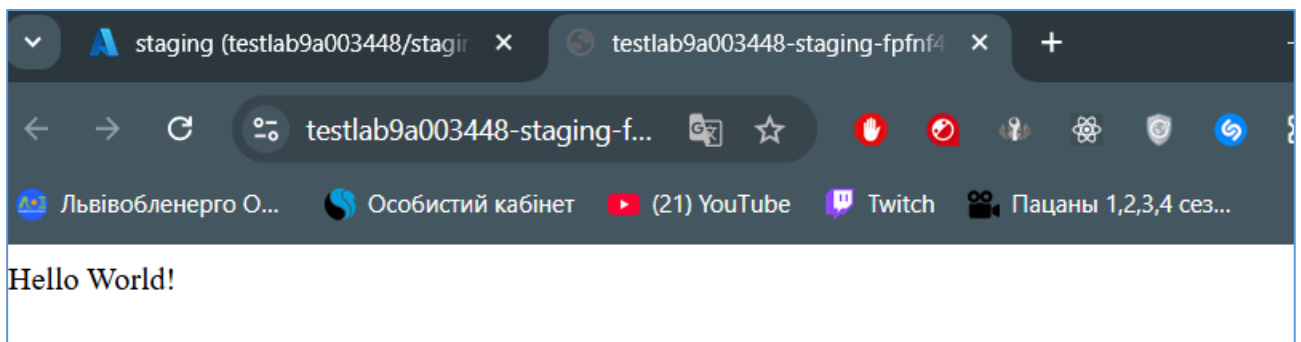 staging (testlab9a003448/stagin
testlab9a003448-staging-fpfnf4
testlab9a003448-staging-f...
Львівобленерго О...
Особистий кабінет
(21) YouTube
Twitch
Пацаны 1,2,3,4 сез...
Hello World!